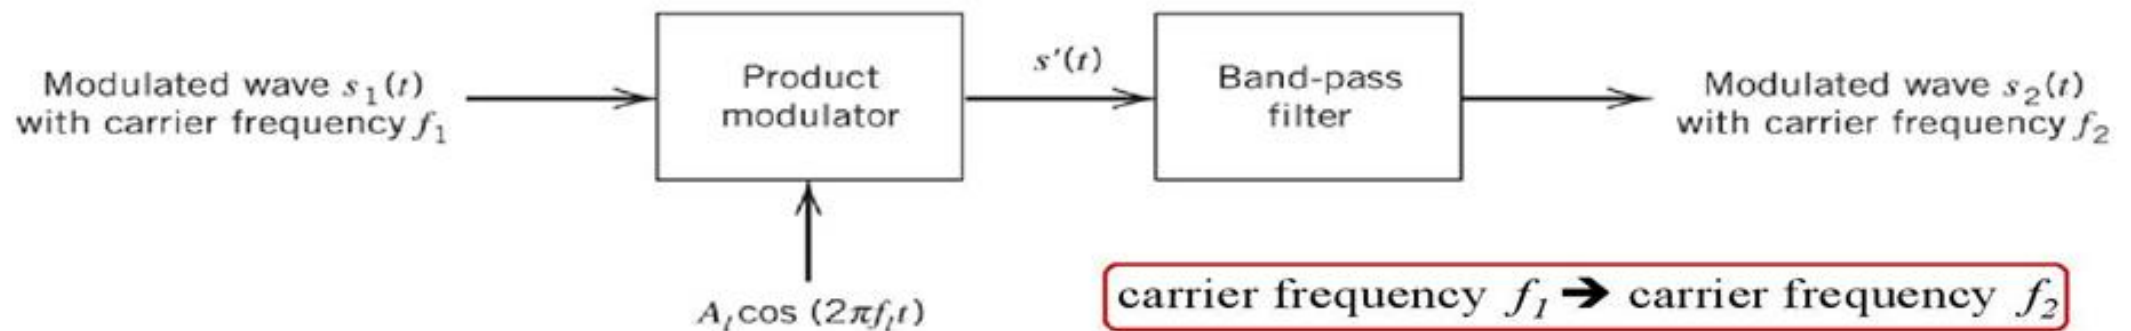 Modulated wave s₁(t)
with carrier frequency f₁
Product
modulator
s′(t)
Band-pass
filter
Modulated wave s₂(t)
with carrier frequency f₂
Aₗ cos (2πfₗt)
carrier frequency f₁ ➔ carrier frequency f₂